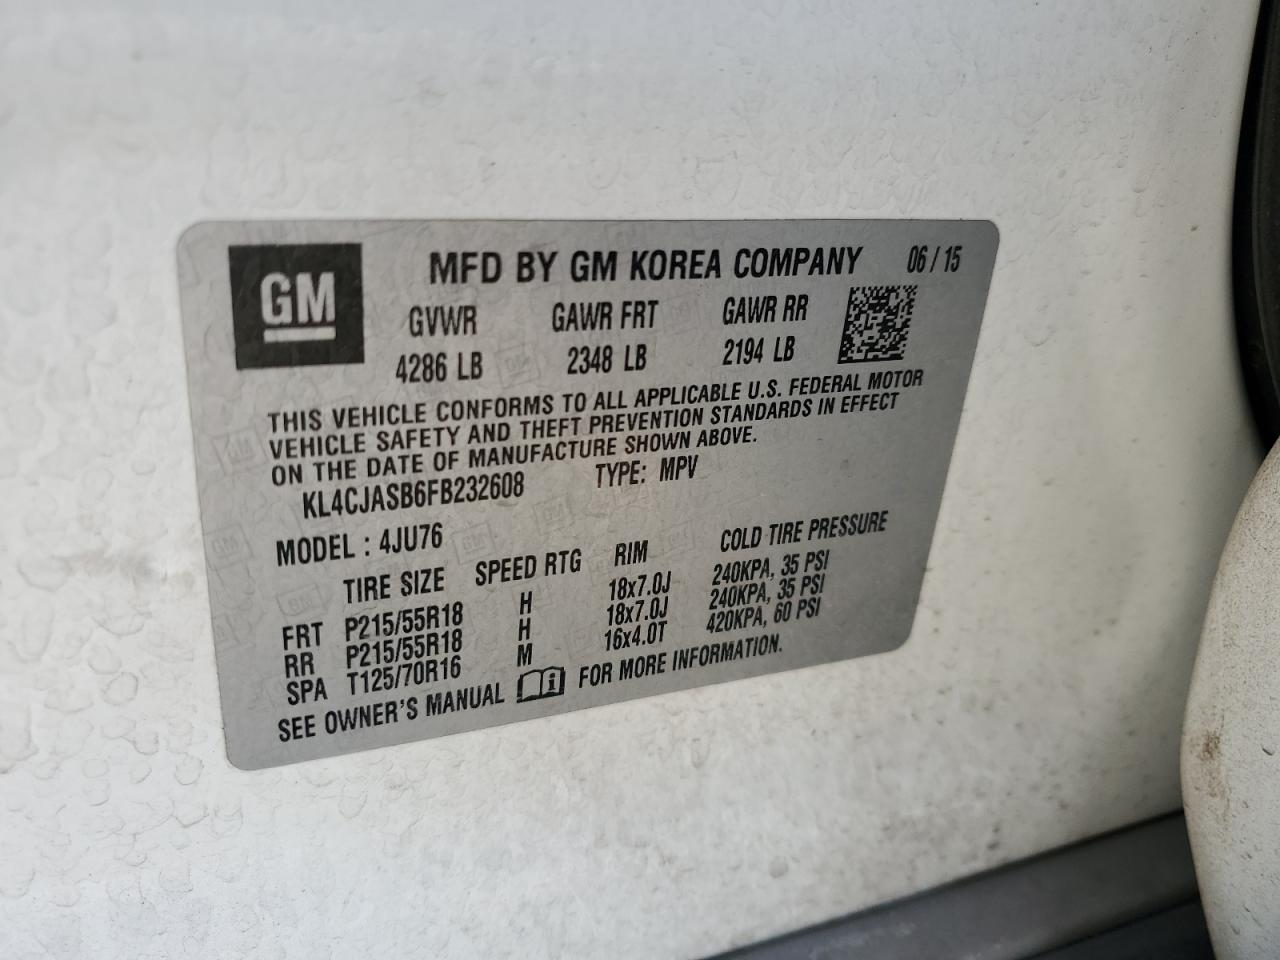 GM
MFD BY GM KOREA COMPANY 06/15
GVWR GAWR FRT GAWR RR
4286 LB 2348 LB 2194 LB
THIS VEHICLE CONFORMS TO ALL APPLICABLE U.S. FEDERAL MOTOR
VEHICLE SAFETY AND THEFT PREVENTION STANDARDS IN EFFECT
ON THE DATE OF MANUFACTURE SHOWN ABOVE.
KL4CJASB6FB232608 TYPE: MPV
MODEL : 4JU76
TIRE SIZE SPEED RTG RIM COLD TIRE PRESSURE
FRT P215/55R18 H 18x7.0J 240KPA, 35 PSI
RR P215/55R18 H 18x7.0J 240KPA, 35 PSI
SPA T125/70R16 M 16x4.0T 420KPA, 60 PSI
SEE OWNER'S MANUAL i FOR MORE INFORMATION.